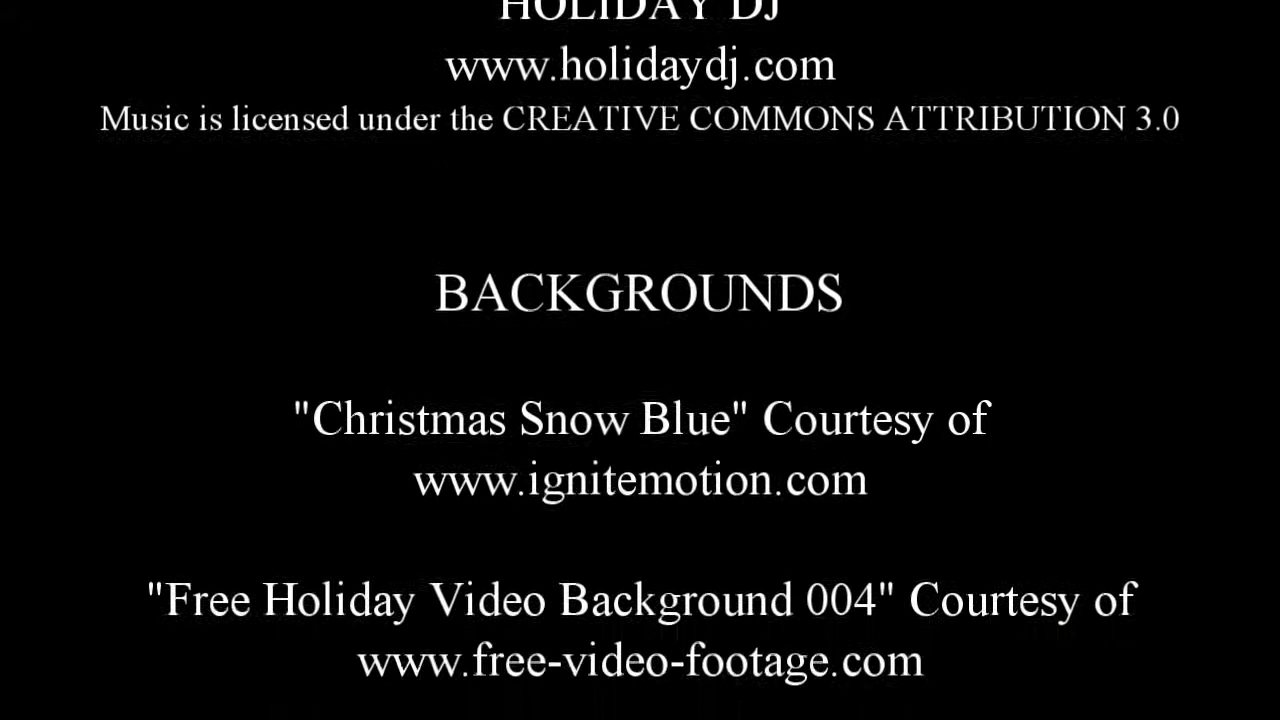 HOLIDAY DJ
www.holidaydj.com
Music is licensed under the CREATIVE COMMONS ATTRIBUTION 3.0
BACKGROUNDS
"Christmas Snow Blue" Courtesy of
www.ignitemotion.com
"Free Holiday Video Background 004" Courtesy of
www.free-video-footage.com